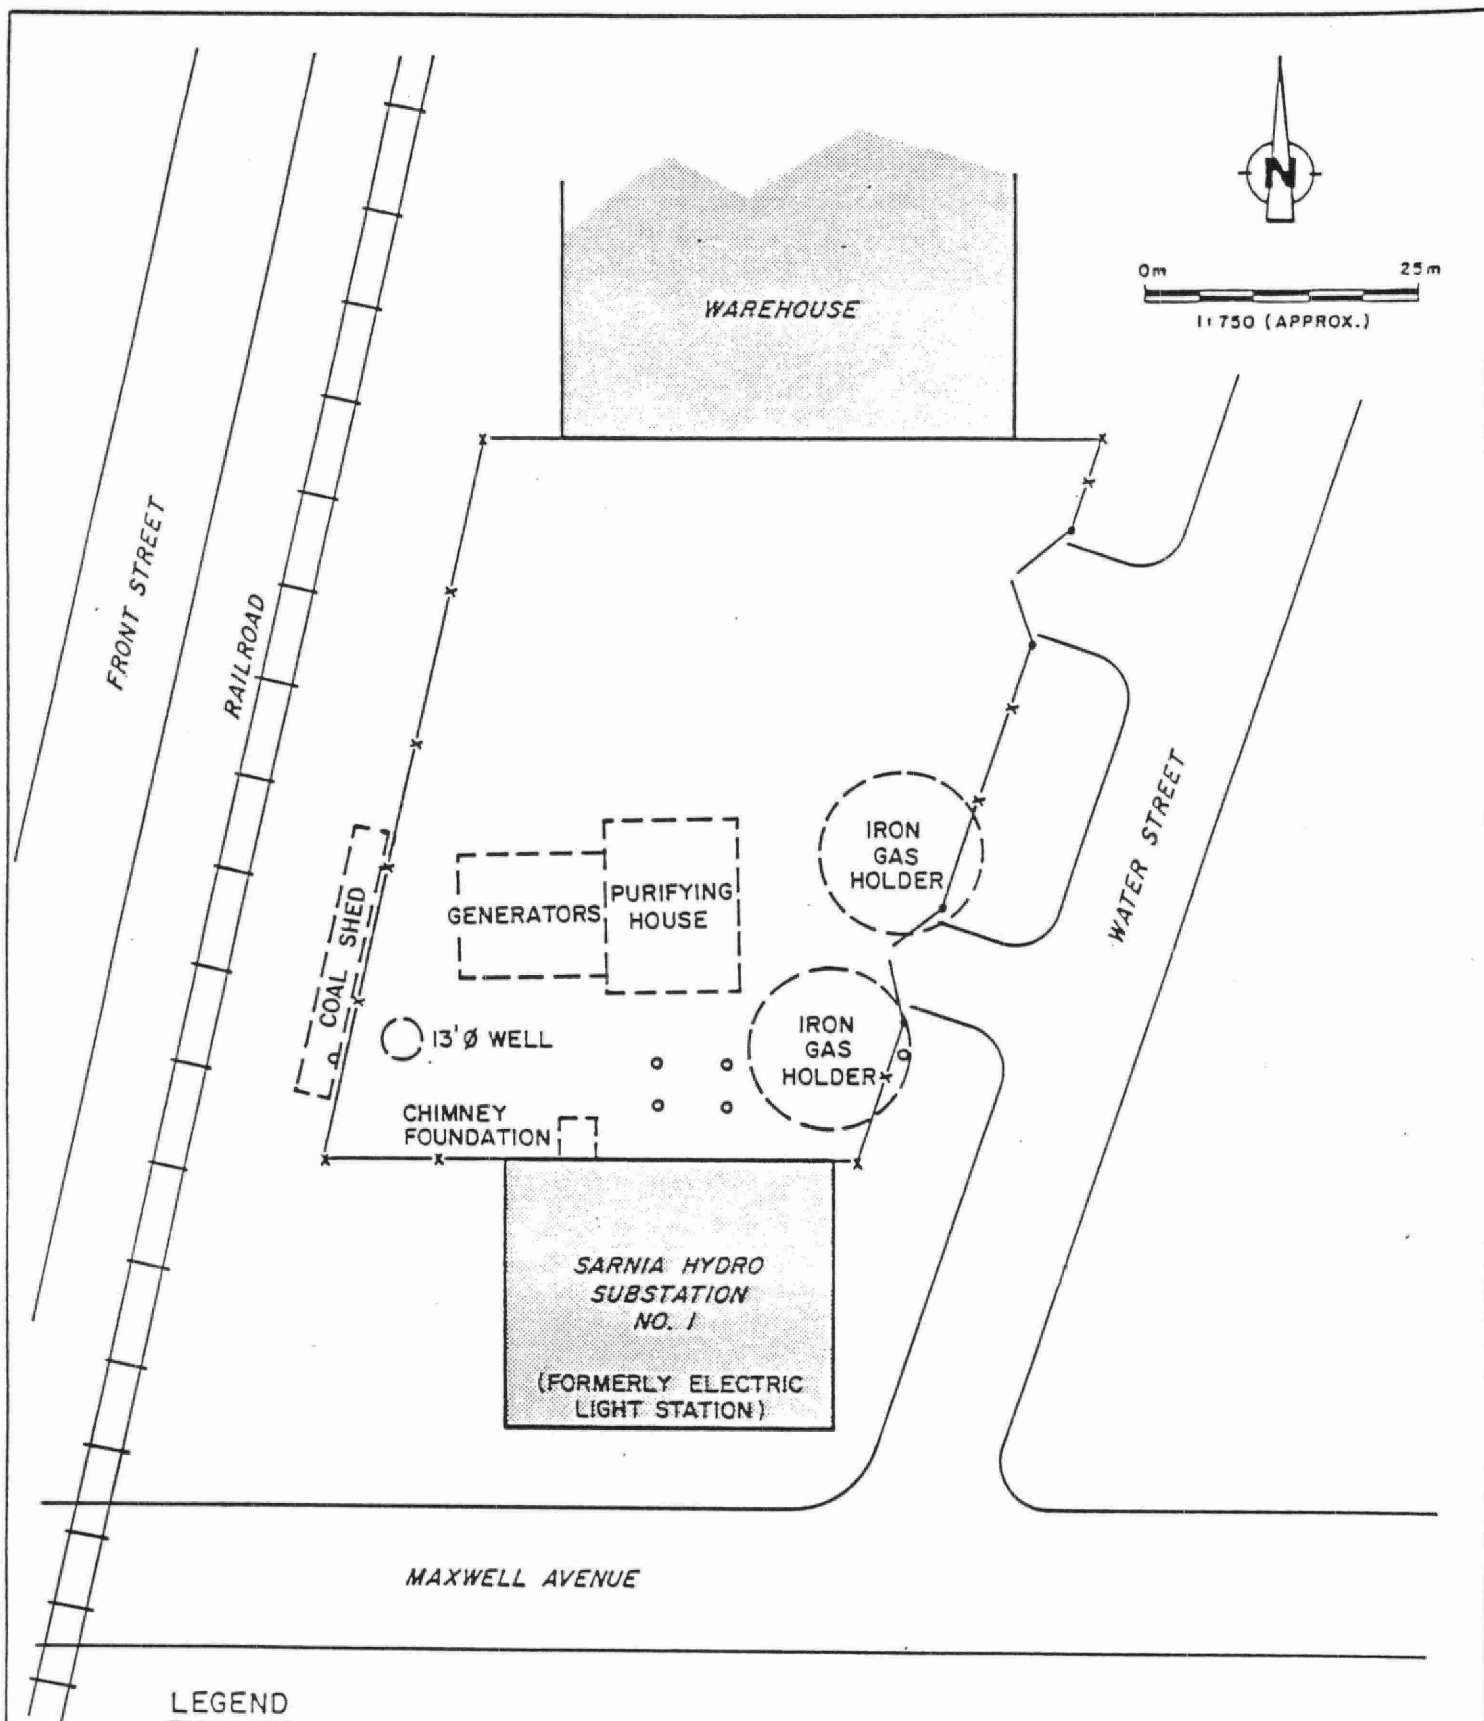 N
0m 25m
1:750 (APPROX.)
WAREHOUSE
FRONT STREET
RAILROAD
WATER STREET
IRON
GAS
HOLDER
GENERATORS
PURIFYING
HOUSE
COAL SHED
13'Ø WELL
IRON
GAS
HOLDER
CHIMNEY
FOUNDATION
SARNIA HYDRO
SUBSTATION
NO. 1
(FORMERLY ELECTRIC
LIGHT STATION)
MAXWELL AVENUE
LEGEND